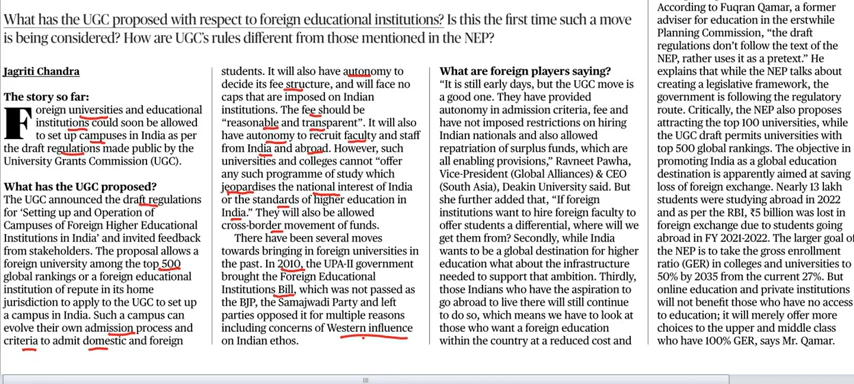 What has the UGC proposed with respect to foreign educational institutions? Is this the first time such a move
is being considered? How are UGC's rules different from those mentioned in the NEP?
Jagriti Chandra
The story so far:
Foreign universities and educational
institutions could soon be allowed
to set up campuses in India as per
the draft regulations made public by the
University Grants Commission (UGC).
What has the UGC proposed?
The UGC announced the draft regulations
for 'Setting up and Operation of
Campuses of Foreign Higher Educational
Institutions in India' and invited feedback
from stakeholders. The proposal allows a
foreign university among the top 500
global rankings or a foreign educational
institution of repute in its home
jurisdiction to apply to the UGC to set up
a campus in India. Such a campus can
evolve their own admission process and
criteria to admit domestic and foreign
students. It will also have autonomy to
decide its fee structure, and will face no
caps that are imposed on Indian
institutions. The fee should be
"reasonable and transparent". It will also
have autonomy to recruit faculty and staff
from India and abroad. However, such
universities and colleges cannot "offer
any such programme of study which
jeopardises the national interest of India
or the standards of higher education in
India." They will also be allowed
cross-border movement of funds.
There have been several moves
towards bringing in foreign universities in
the past. In 2010, the UPA-II government
brought the Foreign Educational
Institutions Bill, which was not passed as
the BJP, the Samajwadi Party and left
parties opposed it for multiple reasons
including concerns of Western influence
on Indian ethos.
What are foreign players saying?
"It is still early days, but the UGC move is
a good one. They have provided
autonomy in admission criteria, fee and
have not imposed restrictions on hiring
Indian nationals and also allowed
repatriation of surplus funds, which are
all enabling provisions," Ravneet Pawha,
Vice-President (Global Alliances) & CEO
(South Asia), Deakin University said. But
she further added that, "If foreign
institutions want to hire foreign faculty to
offer students a differential, where will we
get them from? Secondly, while India
wants to be a global destination for higher
education what about the infrastructure
needed to support that ambition. Thirdly,
those Indians who have the aspiration to
go abroad to live there will still continue
to do so, which means we have to look at
those who want a foreign education
within the country at a reduced cost and
According to Fuqran Qamar, a former
adviser for education in the erstwhile
Planning Commission, "the draft
regulations don't follow the text of the
NEP, rather uses it as a pretext." He
explains that while the NEP talks about
creating a legislative framework, the
government is following the regulatory
route. Critically, the NEP also proposes
attracting the top 100 universities, while
the UGC draft permits universities with
top 500 global rankings. The objective in
promoting India as a global education
destination is apparently aimed at saving
loss of foreign exchange. Nearly 13 lakh
students were studying abroad in 2022
and as per the RBI, ₹5 billion was lost in
foreign exchange due to students going
abroad in FY 2021-2022. The larger goal of
the NEP is to take the gross enrollment
ratio (GER) in colleges and universities to
50% by 2035 from the current 27%. But
online education and private institutions
will not benefit those who have no access
to education; it will merely offer more
choices to the upper and middle class
who have 100% GER, says Mr. Qamar.